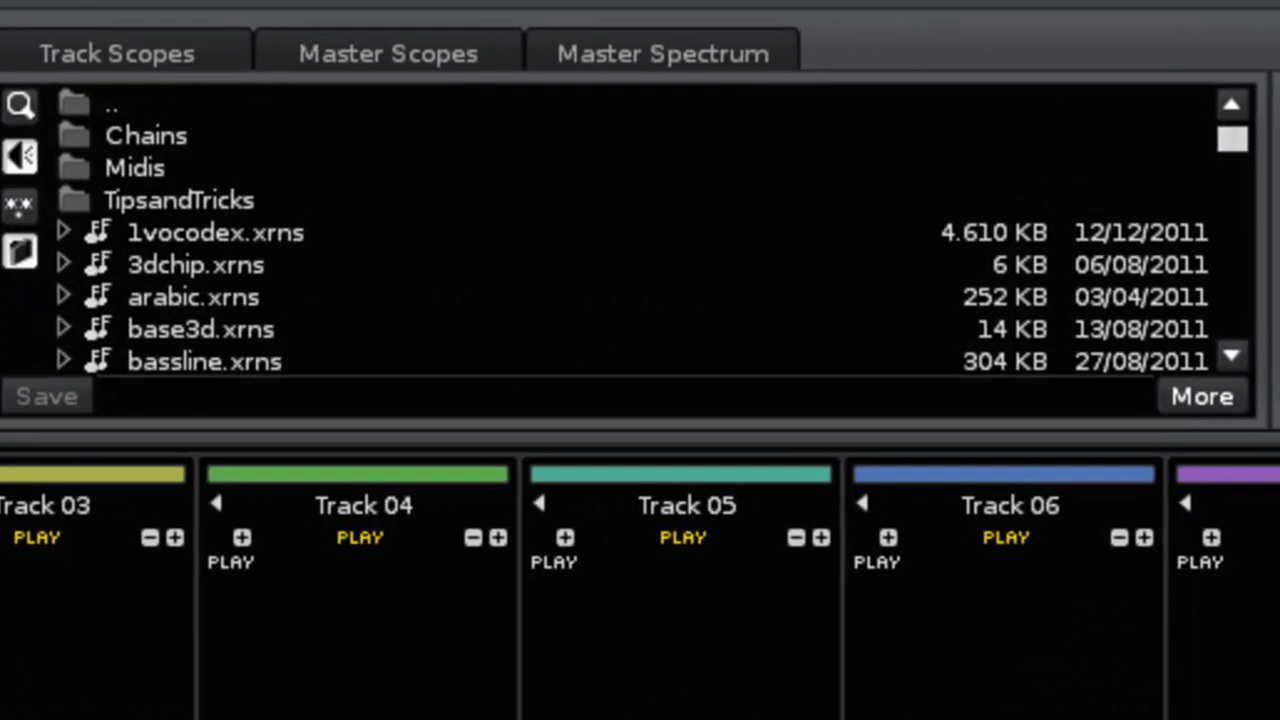 Track Scopes Master Scopes Master Spectrum
..
Chains
Midis
TipsandTricks
1vocodex.xrns 4.610 KB 12/12/2011
3dchip.xrns 6 KB 06/08/2011
arabic.xrns 252 KB 03/04/2011
base3d.xrns 14 KB 13/08/2011
bassline.xrns 304 KB 27/08/2011
Save More
Track 03 Track 04 Track 05 Track 06
PLAY PLAY PLAY PLAY
PLAY PLAY PLAY PLAY